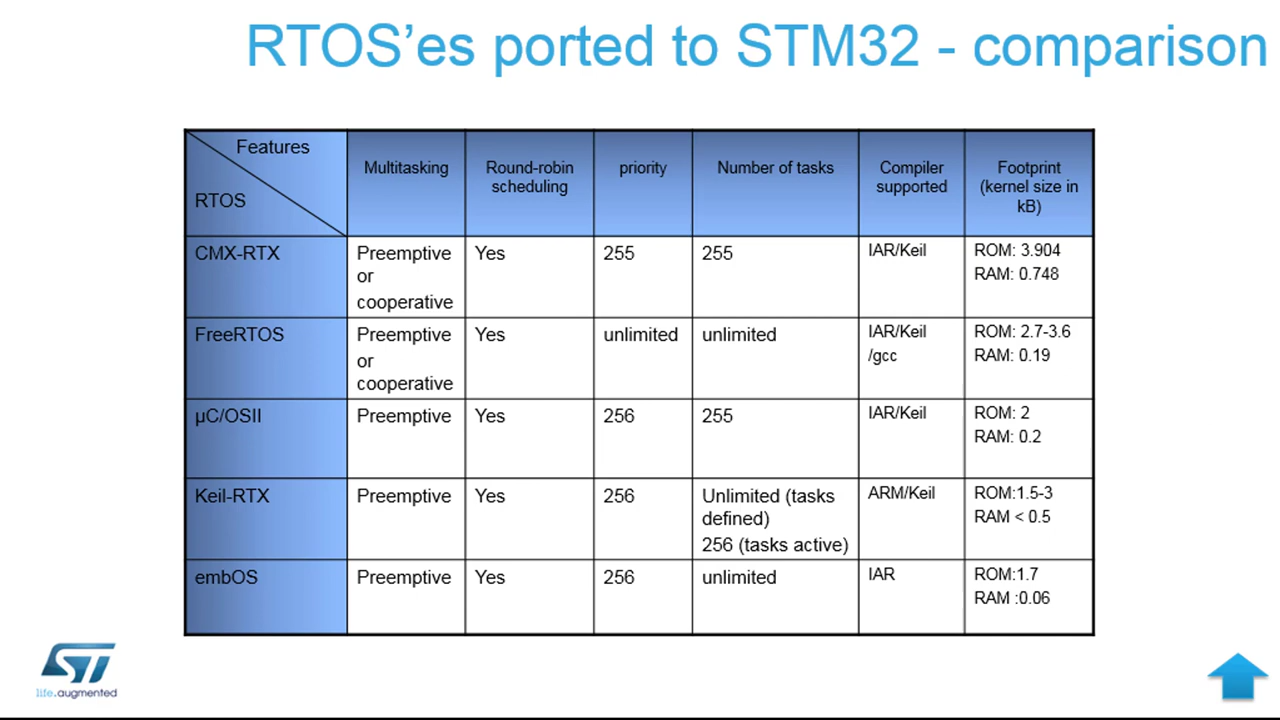 RTOS’es ported to STM32 - comparison
Features
RTOS
Multitasking
Round-robin
scheduling
priority
Number of tasks
Compiler
supported
Footprint
(kernel size in
kB)
CMX-RTX
Preemptive
or
cooperative
Yes
255
255
IAR/Keil
ROM: 3.904
RAM: 0.748
FreeRTOS
Preemptive
or
cooperative
Yes
unlimited
unlimited
IAR/Keil
/gcc
ROM: 2.7-3.6
RAM: 0.19
µC/OSII
Preemptive
Yes
256
255
IAR/Keil
ROM: 2
RAM: 0.2
Keil-RTX
Preemptive
Yes
256
Unlimited (tasks
defined)
256 (tasks active)
ARM/Keil
ROM:1.5-3
RAM < 0.5
embOS
Preemptive
Yes
256
unlimited
IAR
ROM:1.7
RAM :0.06
ST
life.augmented